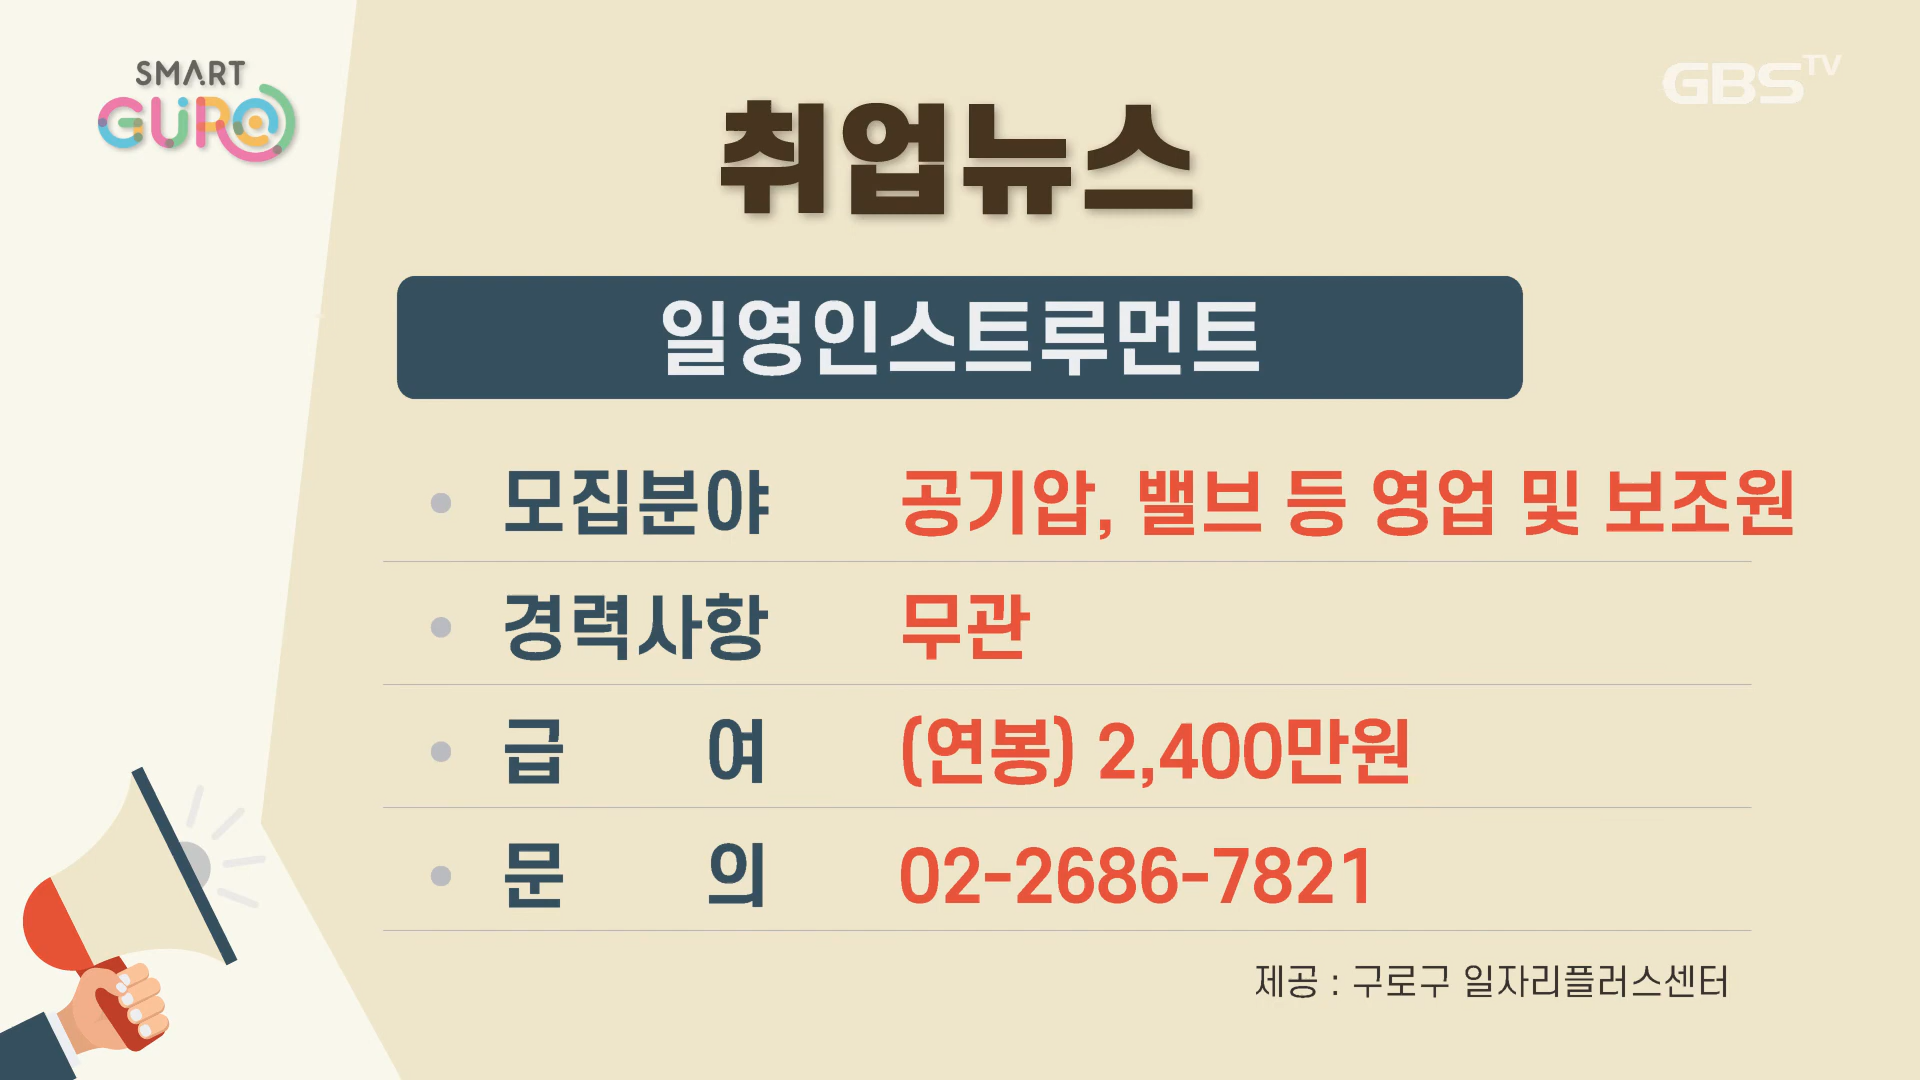 SMART
GURO
GBS TV
취업뉴스
일영인스트루먼트
모집분야 공기압, 밸브 등 영업 및 보조원
경력사항 무관
급 여 (연봉) 2,400만원
문 의 02-2686-7821
제공 : 구로구 일자리플러스센터